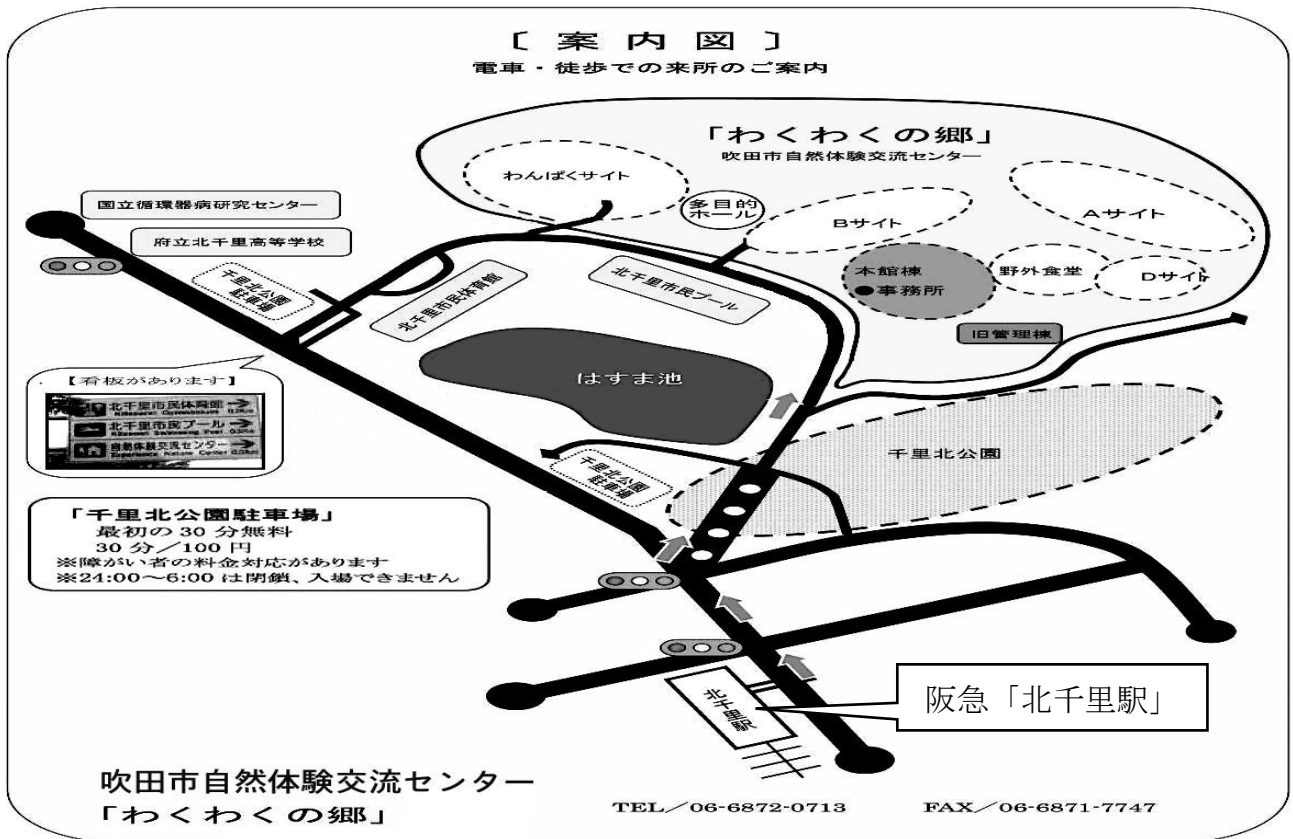 〔 案 内 図 〕
電車・徒歩での来所のご案内
「わくわくの郷」
吹田市自然体験交流センター
わんぱくサイト
多目的
ホール
Bサイト
Aサイト
本館棟
●事務所
野外食堂
Dサイト
旧管理棟
国立循環器病研究センター
府立北千里高等学校
千里北公園
駐車場
北千里市民体育館
北千里市民プール
はすま池
【看板があります】
北千里市民体育館
北千里市民プール
自然体験交流センター
千里北公園
駐車場
千里北公園
「千里北公園駐車場」
最初の30分無料
30分/100円
※障がい者の料金対応があります
※24:00~6:00は閉鎖、入場できません
北千里駅
阪急「北千里駅」
吹田市自然体験交流センター
「わくわくの郷」
TEL/06-6872-0713 FAX/06-6871-7747